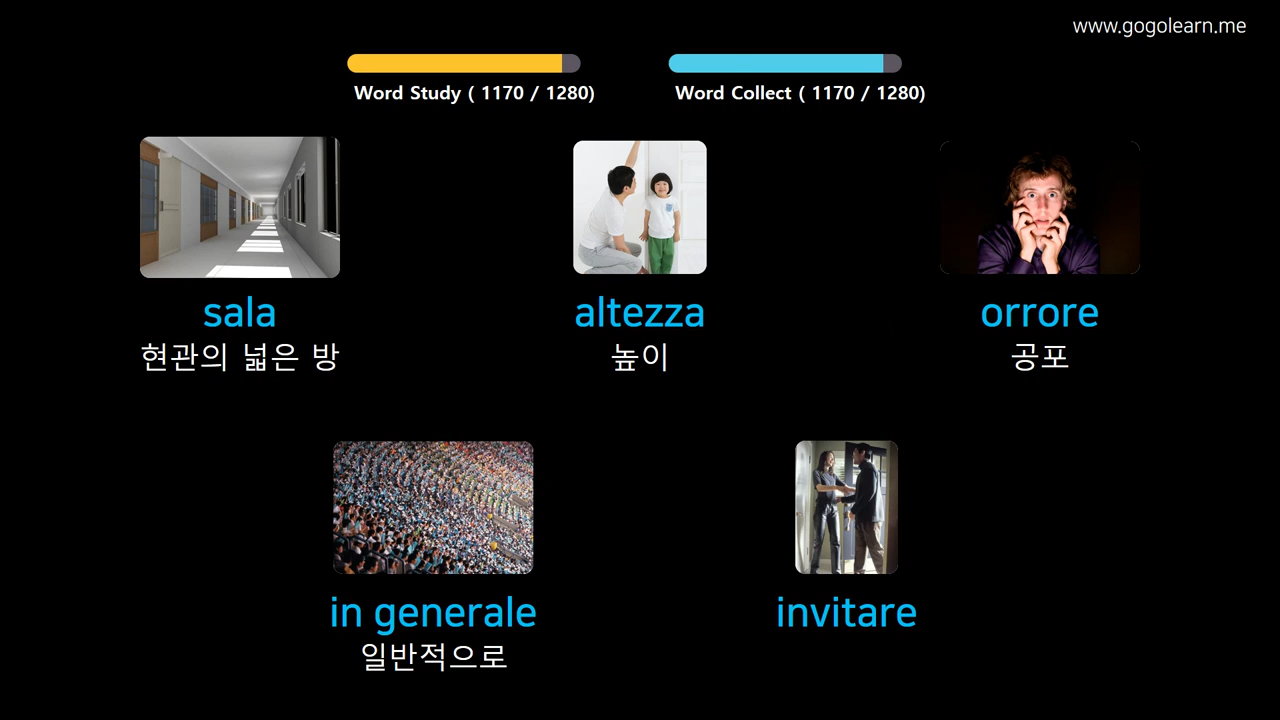 www.gogolearn.me
Word Study ( 1170 / 1280)
Word Collect ( 1170 / 1280)
sala
현관의 넓은 방
altezza
높이
orrore
공포
in generale
일반적으로
invitare